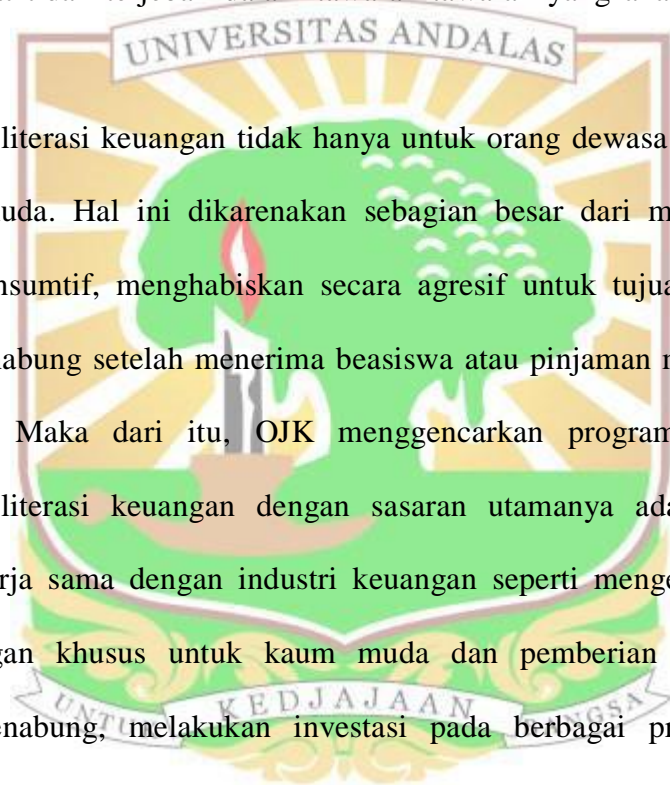 UNIVERSITAS ANDALAS
literasi keuangan tidak hanya untuk orang dewasa
uda. Hal ini dikarenakan sebagian besar dari m
nsumtif, menghabiskan secara agresif untuk tujua
abung setelah menerima beasiswa atau pinjaman
Maka dari itu, OJK menggencarkan program
literasi keuangan dengan sasaran utamanya ada
rja sama dengan industri keuangan seperti menge
gan khusus untuk kaum muda dan pemberian
enabung, melakukan investasi pada berbagai pr
UNTUK KEDJAJAAN BANGSA